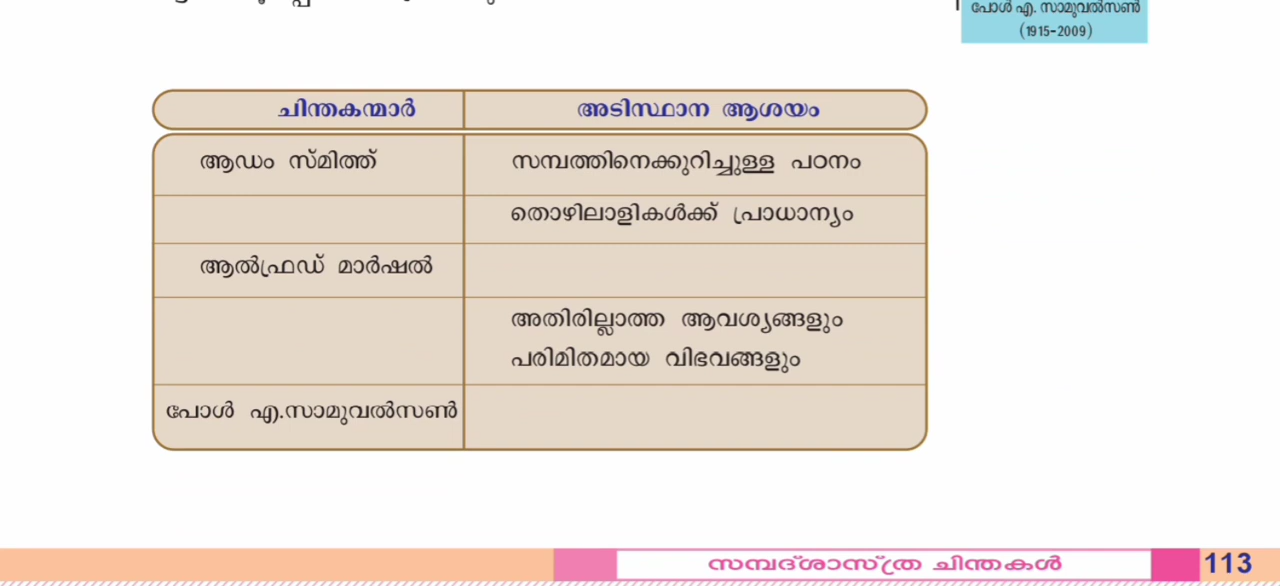 പോൾ എ. സാമുവൽസൺ
(1915-2009)
ചിന്തകന്മാർ അടിസ്ഥാന ആശയം
ആഡം സ്മിത്ത് സമ്പത്തിനെക്കുറിച്ചുള്ള പഠനം
തൊഴിലാളികൾക്ക് പ്രാധാന്യം
ആൽഫ്രഡ് മാർഷൽ
അതിരില്ലാത്ത ആവശ്യങ്ങളും
പരിമിതമായ വിഭവങ്ങളും
പോൾ എ.സാമുവൽസൺ
സമ്പദ്ശാസ്ത്ര ചിന്തകൾ 113